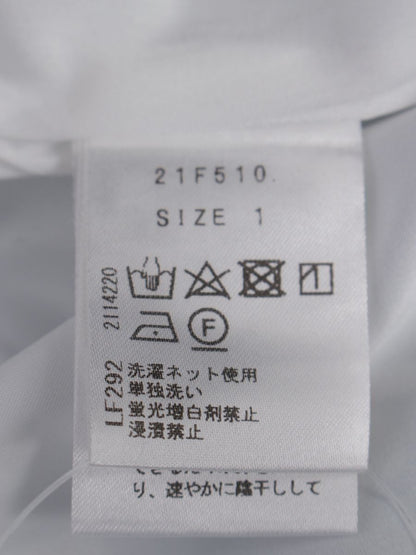 21F510.
SIZE 1
F
2114220
LF292
洗濯ネット使用
単独洗い
蛍光増白剤禁止
浸漬禁止
り、速やかに陰干しして